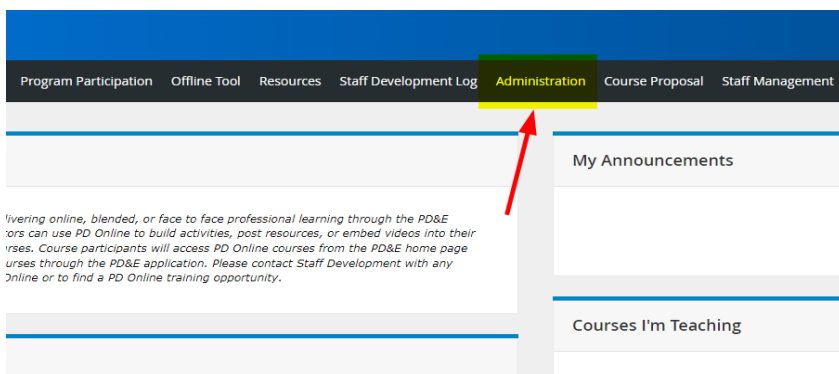 Program Participation Offline Tool Resources Staff Development Log Administration Course Proposal Staff Management
My Announcements
livering online, blended, or face to face professional learning through the PD&E
tors can use PD Online to build activities, post resources, or embed videos into their
urses. Course participants will access PD Online courses from the PD&E home page
urses through the PD&E application. Please contact Staff Development with any
Online or to find a PD Online training opportunity.
Courses I'm Teaching